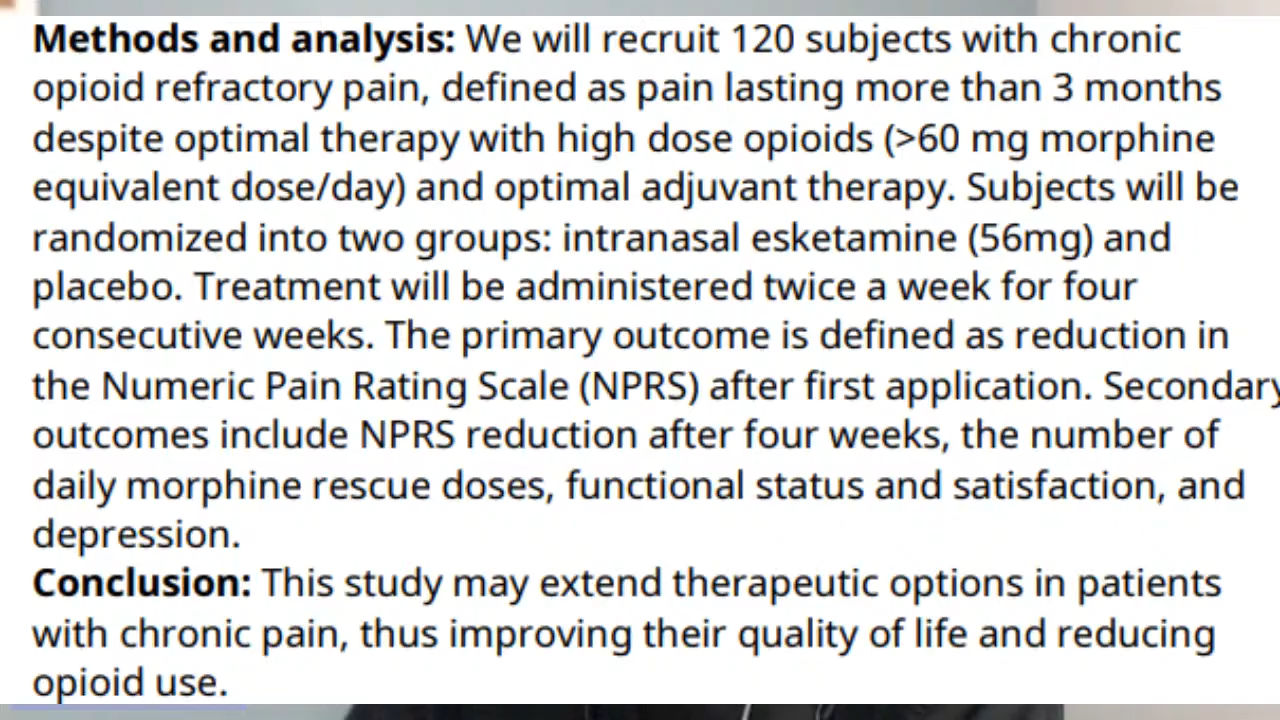 Methods and analysis: We will recruit 120 subjects with chronic
opioid refractory pain, defined as pain lasting more than 3 months
despite optimal therapy with high dose opioids (>60 mg morphine
equivalent dose/day) and optimal adjuvant therapy. Subjects will be
randomized into two groups: intranasal esketamine (56mg) and
placebo. Treatment will be administered twice a week for four
consecutive weeks. The primary outcome is defined as reduction in
the Numeric Pain Rating Scale (NPRS) after first application. Secondary
outcomes include NPRS reduction after four weeks, the number of
daily morphine rescue doses, functional status and satisfaction, and
depression.
Conclusion: This study may extend therapeutic options in patients
with chronic pain, thus improving their quality of life and reducing
opioid use.